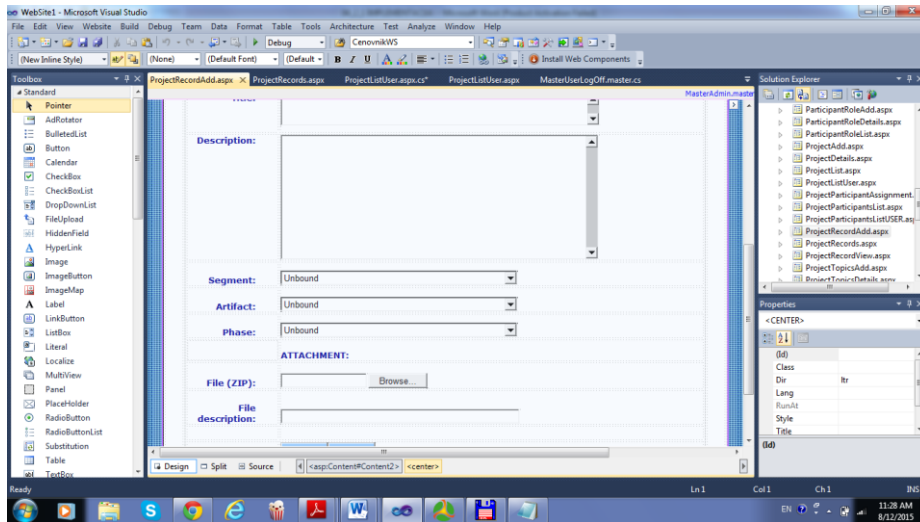 WebSite1 - Microsoft Visual Studio
File Edit View Website Build Debug Team Data Format Table Tools Architecture Test Analyze Window Help
Debug CenovnikWS
(New Inline Style) (None) (Default Font) (Default B I U A Install Web Components
Toolbox
Standard
Pointer
AdRotator
BulletedList
Button
Calendar
CheckBox
CheckBoxList
DropDownList
FileUpload
HiddenField
HyperLink
Image
ImageButton
ImageMap
Label
LinkButton
ListBox
Literal
Localize
MultiView
Panel
PlaceHolder
RadioButton
RadioButtonList
Substitution
Table
TextBox
ProjectRecordAdd.aspx ProjectRecords.aspx ProjectListUser.aspx.cs* ProjectListUser.aspx MasterUserLogOff.master.cs
MasterAdmin.master
Description:
Segment: Unbound
Artifact: Unbound
Phase: Unbound
ATTACHMENT:
File (ZIP): Browse...
File
description:
Design Split Source <asp:Content#Content2> <center>
Solution Explorer
ParticipantRoleAdd.aspx
ParticipantRoleDetails.aspx
ParticipantRoleList.aspx
ProjectAdd.aspx
ProjectDetails.aspx
ProjectList.aspx
ProjectListUser.aspx
ProjectParticipantAssignment.
ProjectParticipantsList.aspx
ProjectParticipantsListUSER.as
ProjectRecordAdd.aspx
ProjectRecords.aspx
ProjectRecordView.aspx
ProjectTopicsAdd.aspx
ProjectTopicsDetails.aspx
Properties
<CENTER>
(Id)
Class
Dir ltr
Lang
RunAt
Style
Title
(Id)
Ready Ln 1 Col 1 Ch 1 INS
EN 11:28 AM
8/12/2015